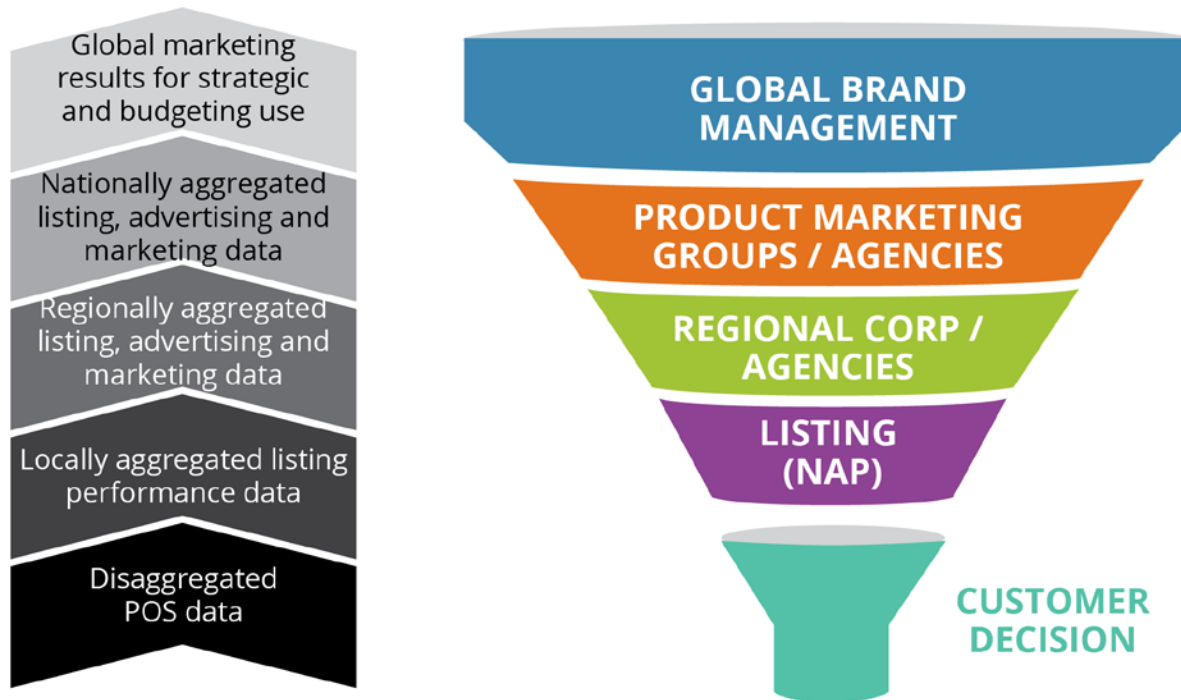 Global marketing
results for strategic
and budgeting use
Nationally aggregated
listing, advertising and
marketing data
Regionally aggregated
listing, advertising and
marketing data
Locally aggregated listing
performance data
Disaggregated
POS data
GLOBAL BRAND
MANAGEMENT
PRODUCT MARKETING
GROUPS / AGENCIES
REGIONAL CORP /
AGENCIES
LISTING
(NAP)
CUSTOMER
DECISION